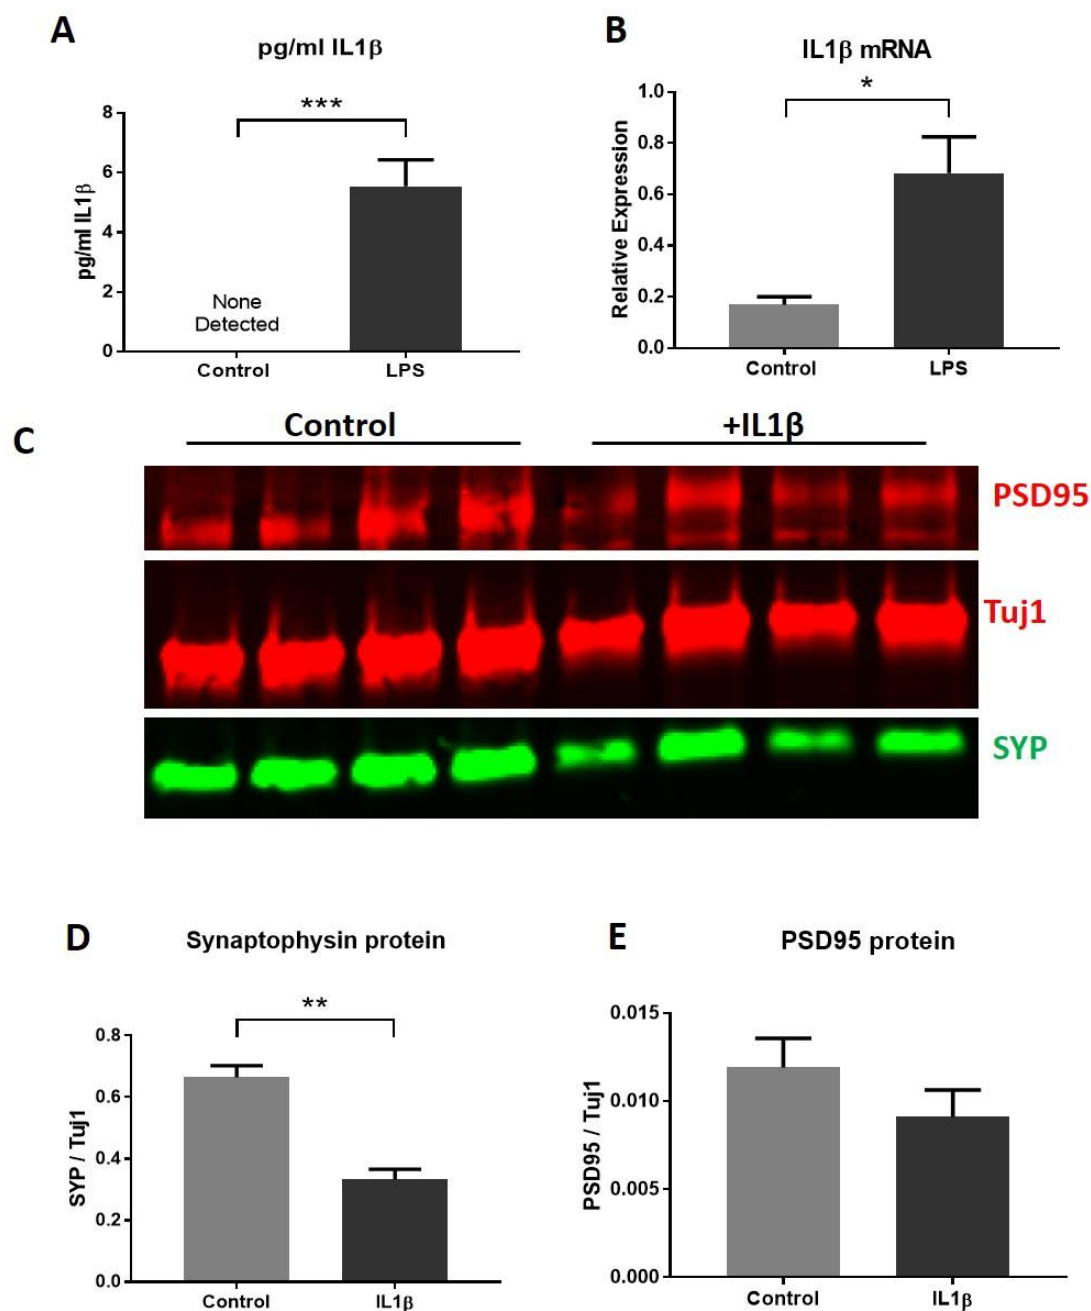 A
pg/ml IL1β
***
8
6
4
2
0
pg/ml IL1β
None
Detected
Control
LPS
B
IL1β mRNA
*
1.0
0.8
0.6
0.4
0.2
0.0
Relative Expression
Control
LPS
C
Control
+IL1β
PSD95
Tuj1
SYP
D
Synaptophysin protein
**
0.8
0.6
0.4
0.2
0.0
SYP / Tuj1
Control
IL1β
E
PSD95 protein
0.015
0.010
0.005
0.000
PSD95 / Tuj1
Control
IL1β